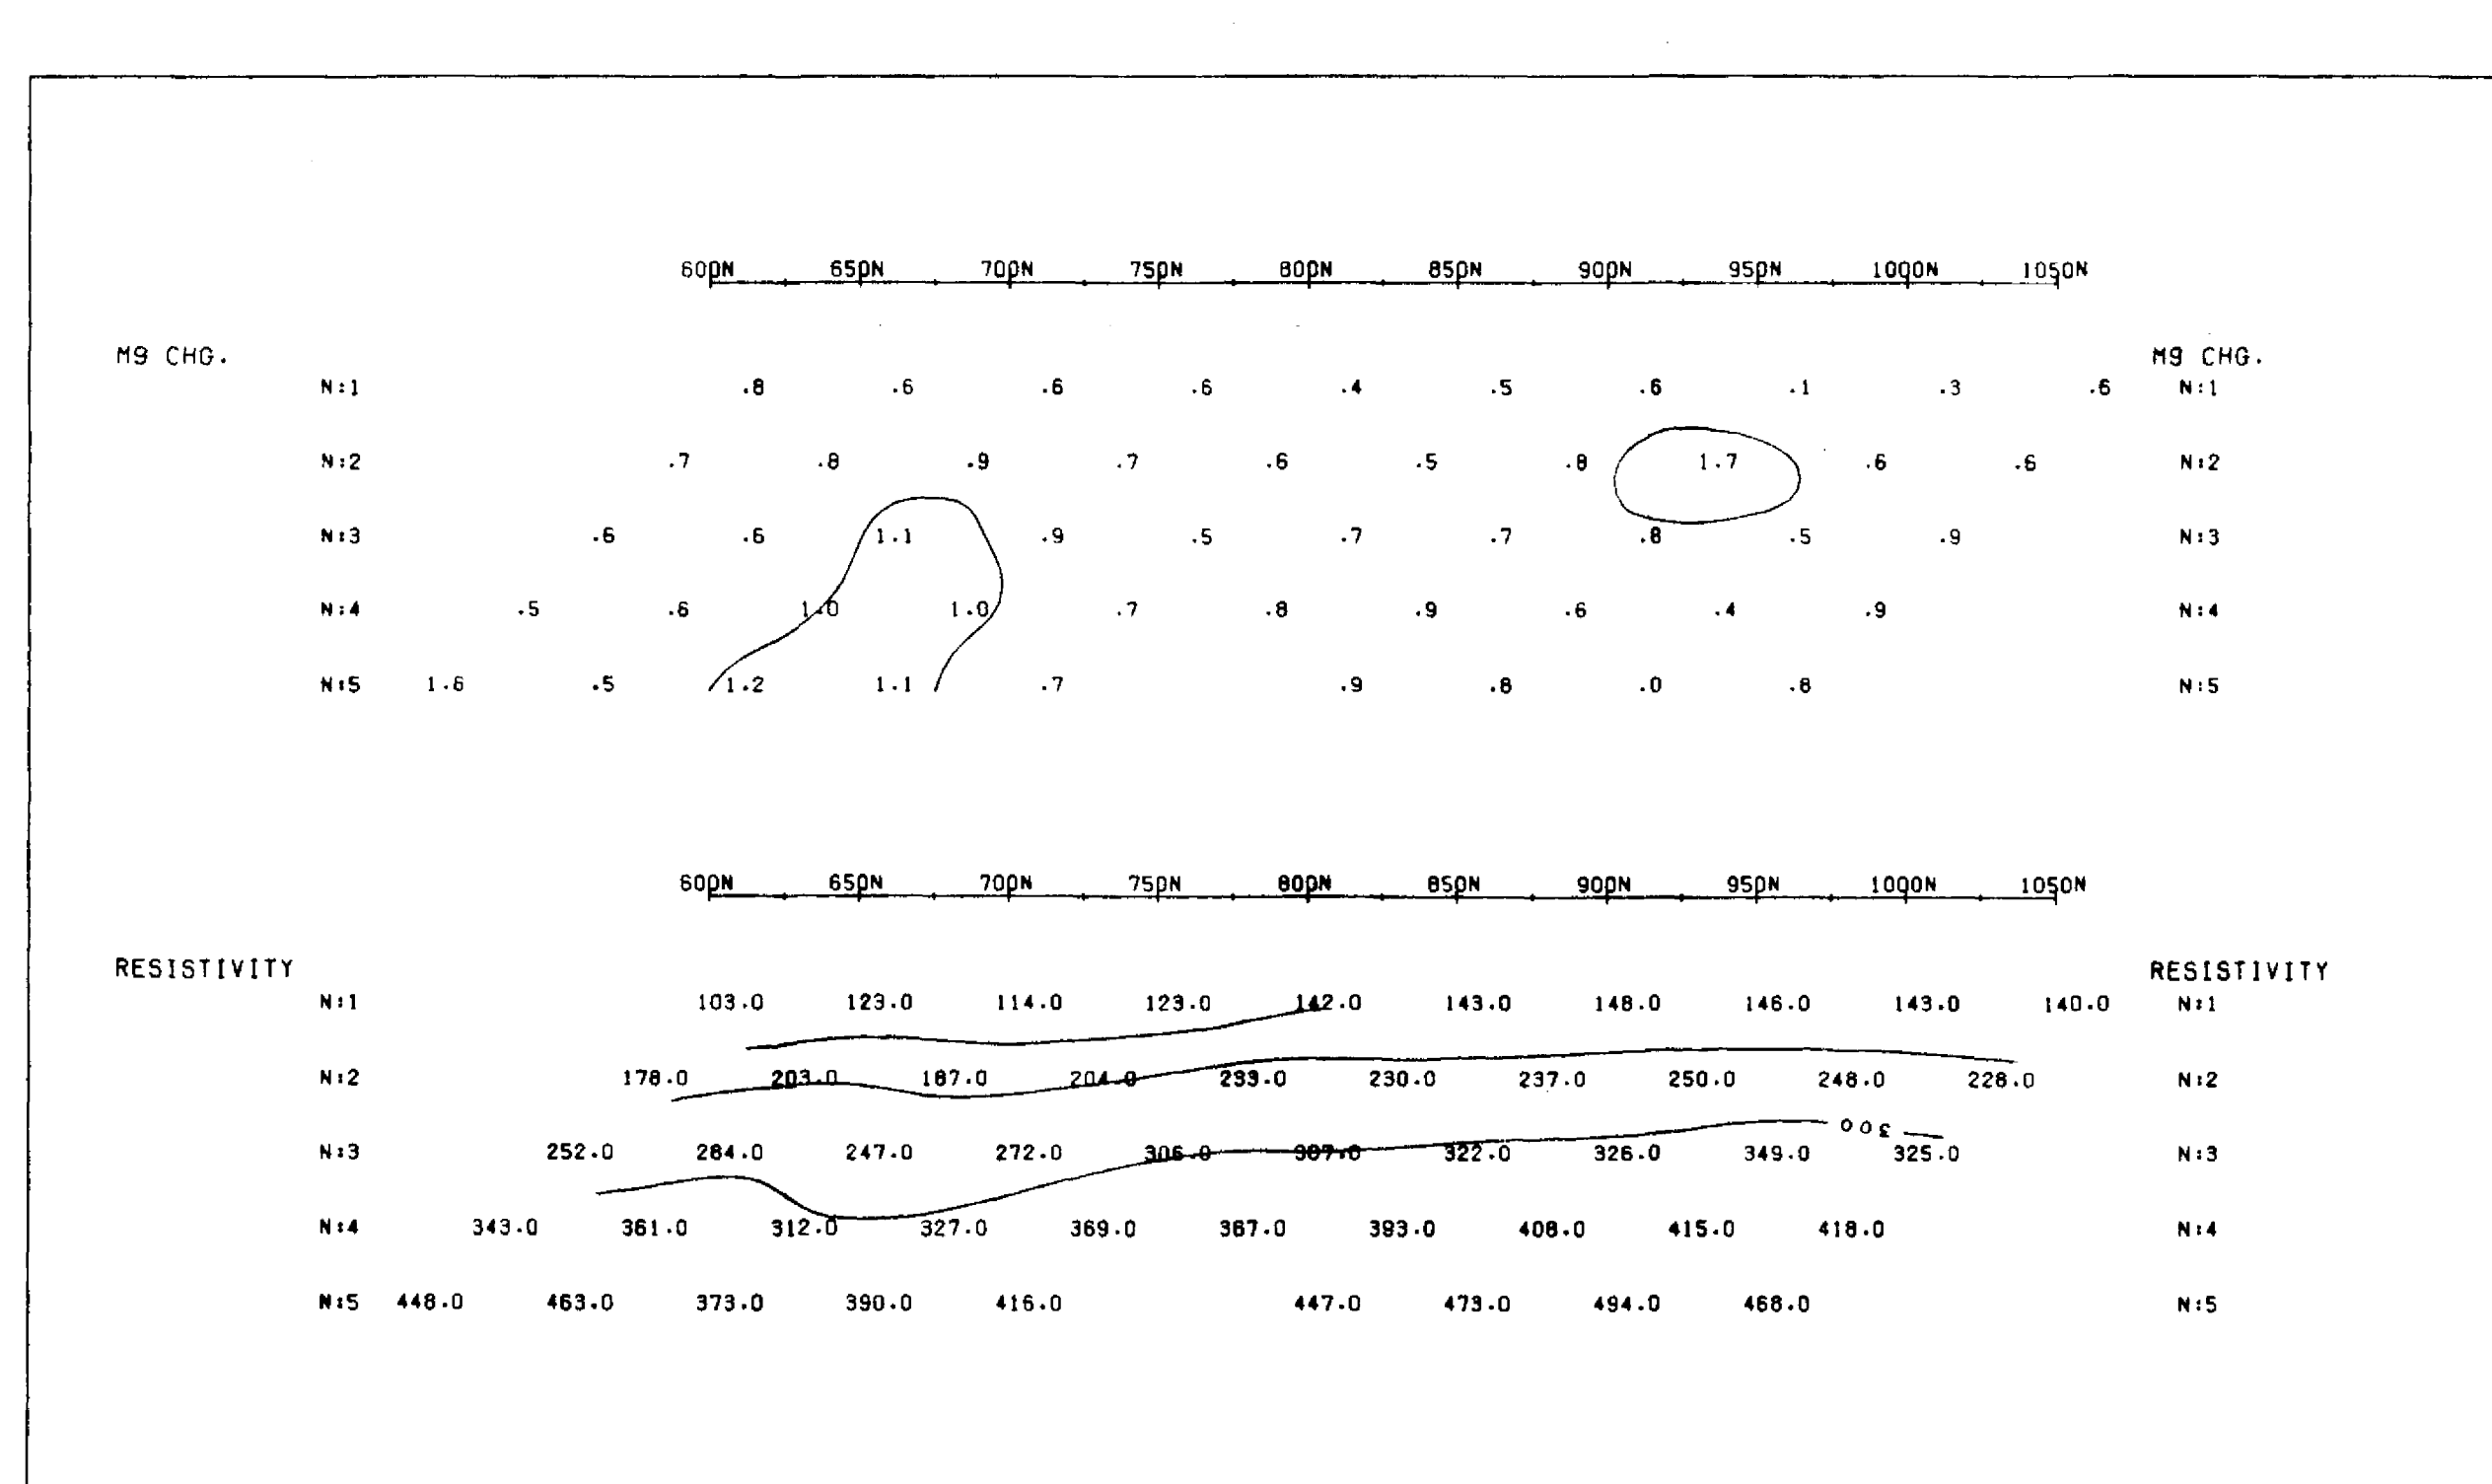 600N 650N 700N 750N 800N 850N 900N 950N 1000N 1050N
M9 CHG. M9 CHG.
N:1 .8 .6 .6 .6 .4 .5 .6 .1 .3 .6 N:1
N:2 .7 .8 .9 .7 .6 .5 .8 1.7 .6 .6 N:2
N:3 .6 .6 1.1 .9 .5 .7 .7 .8 .5 .9 N:3
N:4 .5 .6 1.0 1.0 .7 .8 .9 .6 .4 .9 N:4
N:5 1.6 .5 1.2 1.1 .7 .9 .8 .0 .8 N:5
600N 650N 700N 750N 800N 850N 900N 950N 1000N 1050N
RESISTIVITY RESISTIVITY
N:1 103.0 123.0 114.0 123.0 142.0 143.0 148.0 146.0 143.0 140.0 N:1
N:2 178.0 203.0 187.0 204.0 233.0 230.0 237.0 250.0 248.0 228.0 N:2
300
N:3 252.0 284.0 247.0 272.0 306.0 307.0 322.0 326.0 349.0 325.0 N:3
N:4 343.0 361.0 312.0 327.0 369.0 367.0 393.0 408.0 415.0 418.0 N:4
N:5 448.0 463.0 373.0 390.0 416.0 447.0 473.0 494.0 468.0 N:5